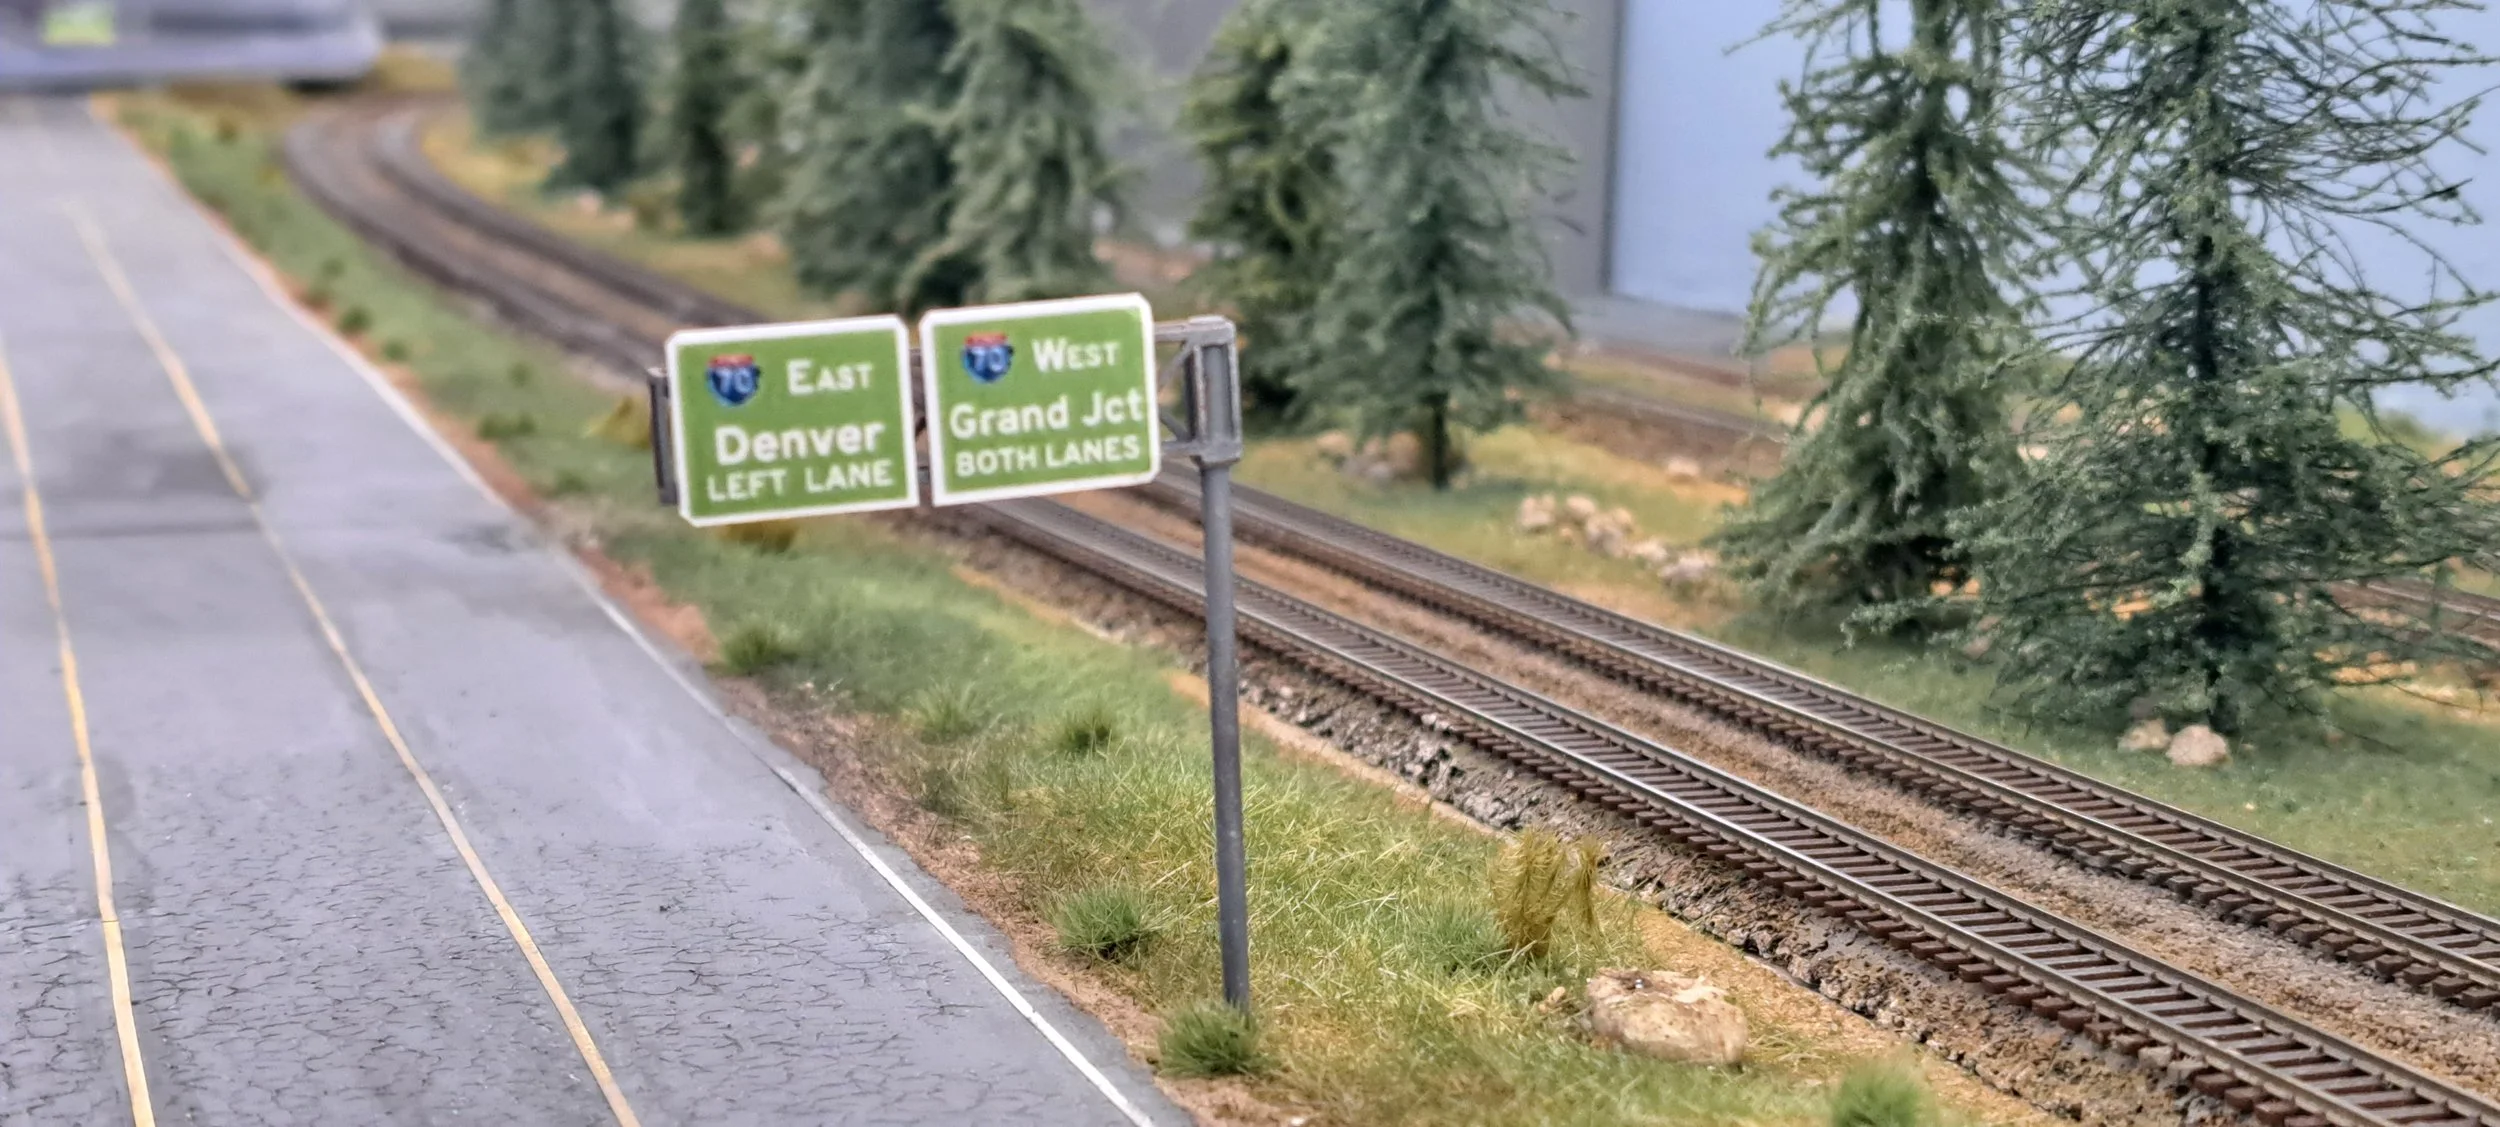 70 EAST
Denver
LEFT LANE
70 WEST
Grand Jct
BOTH LANES